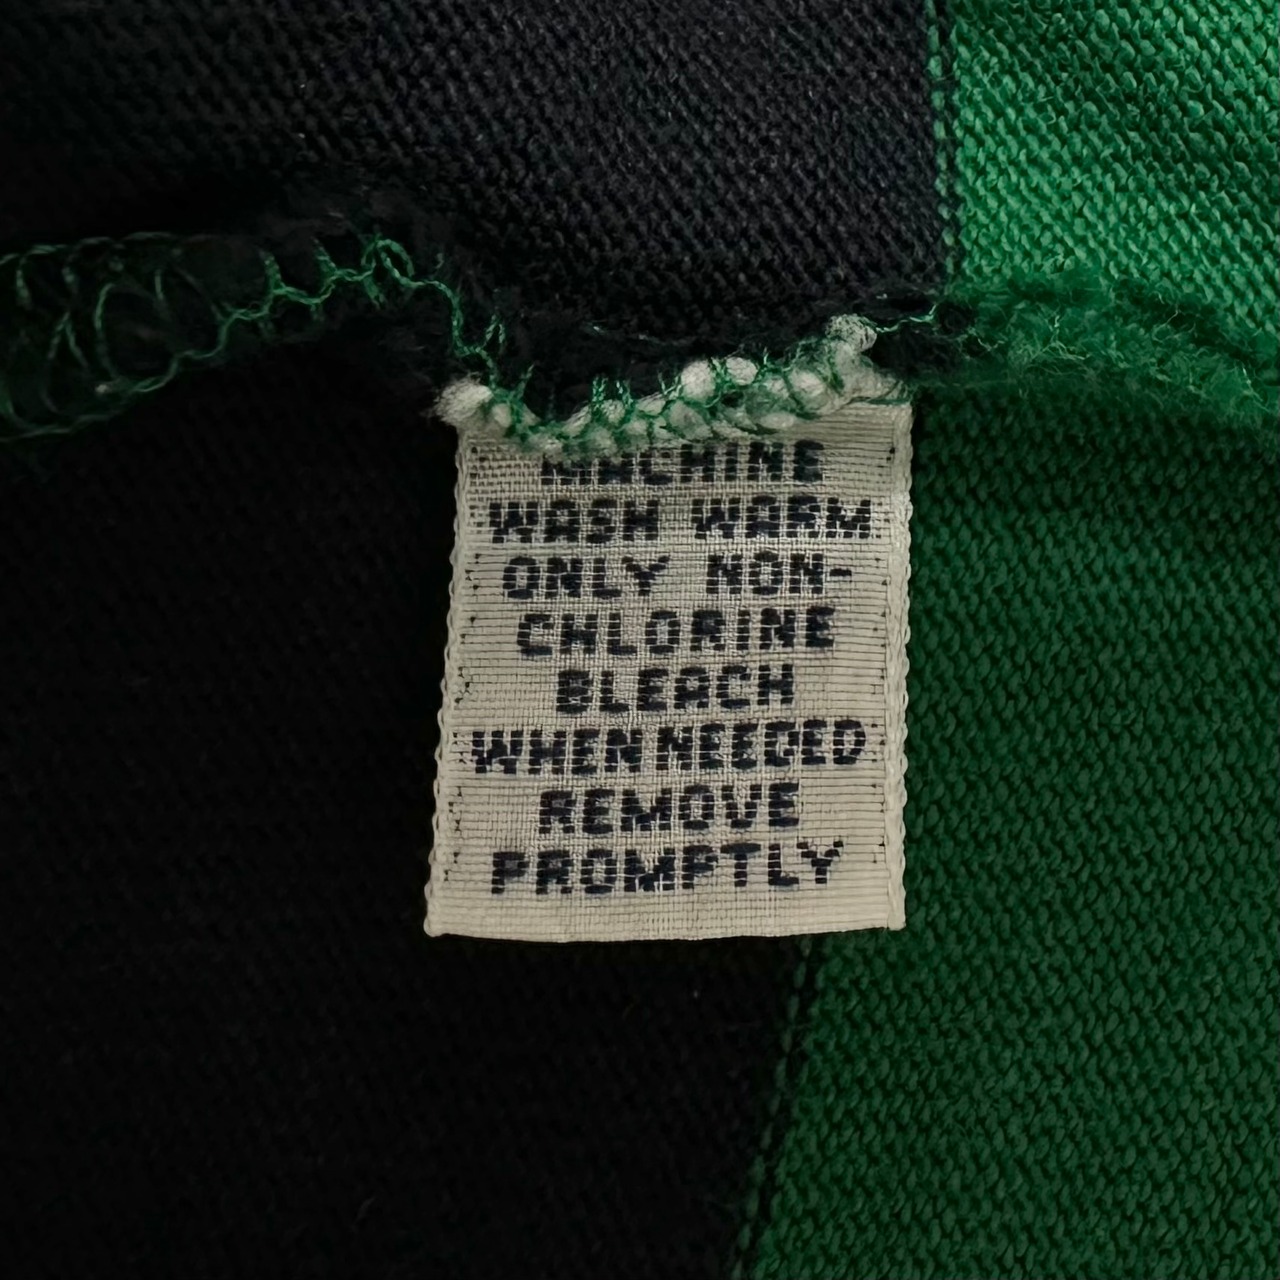 MACHINE
WASH WARM.
ONLY NON-
CHLORINE
BLEACH
WHEN NEEDED
REMOVE
PROMPTLY